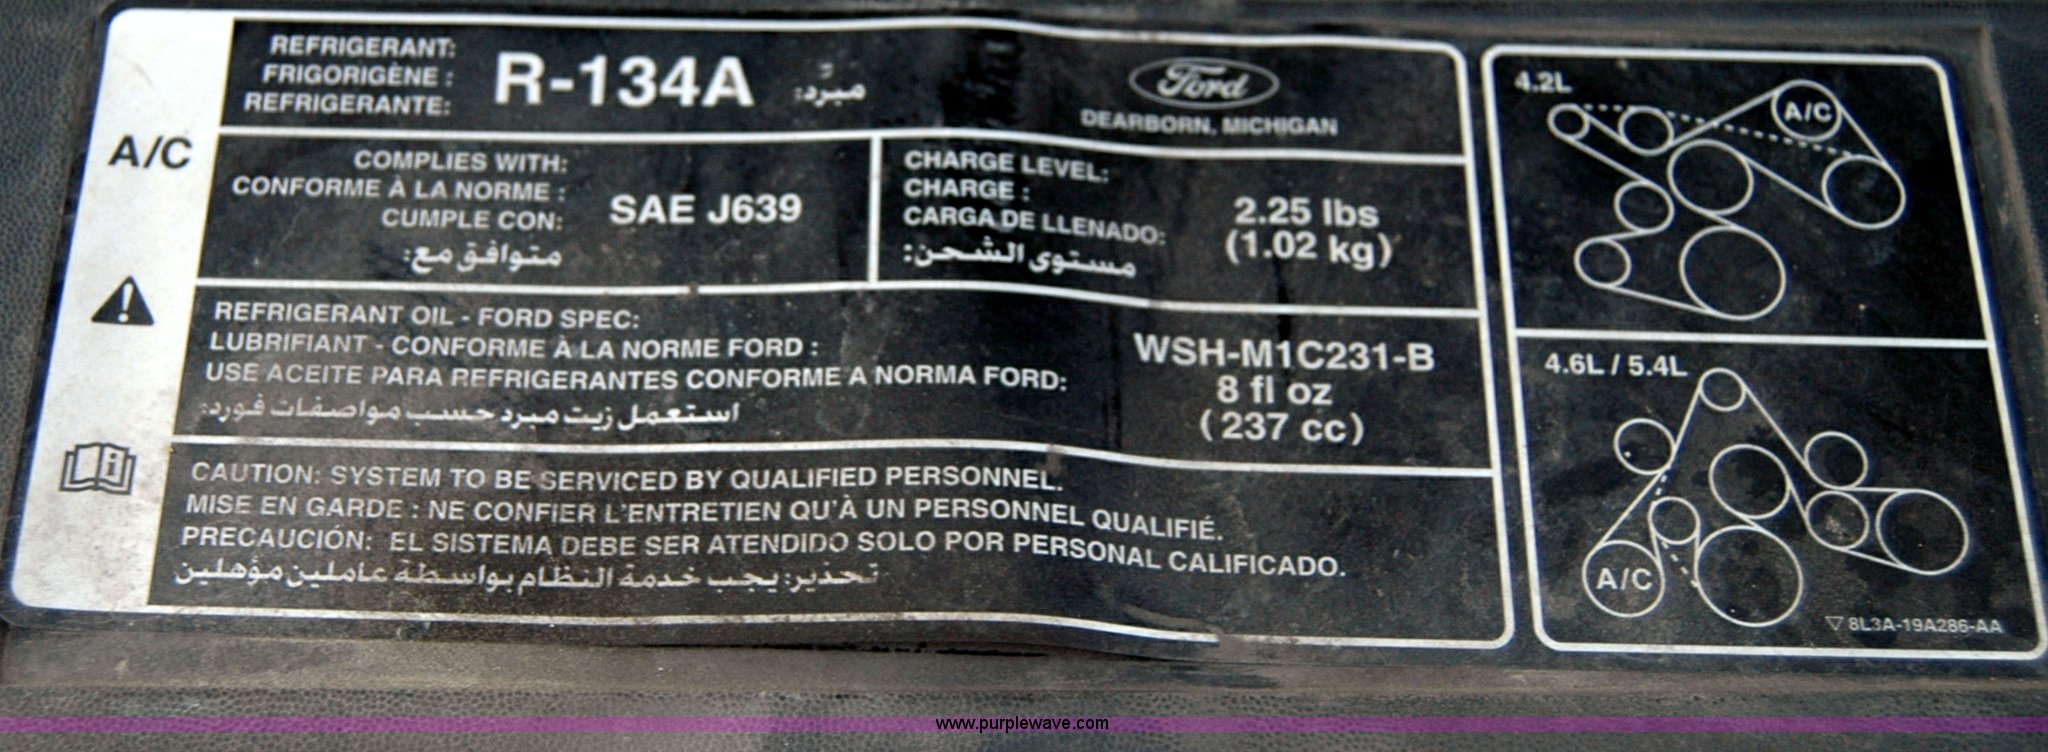 A/C
REFRIGERANT:
FRIGORIGÈNE :
REFRIGERANTE:
R-134A
مبرد:
Ford
DEARBORN, MICHIGAN
COMPLIES WITH:
CONFORME À LA NORME :
CUMPLE CON:
متوافق مع:
SAE J639
CHARGE LEVEL:
CHARGE :
CARGA DE LLENADO:
مستوى الشحن:
2.25 lbs
(1.02 kg)
REFRIGERANT OIL - FORD SPEC:
LUBRIFIANT - CONFORME À LA NORME FORD :
USE ACEITE PARA REFRIGERANTES CONFORME A NORMA FORD:
استعمل زيت مبرد حسب مواصفات فورد:
WSH-M1C231-B
8 fl oz
(237 cc)
CAUTION: SYSTEM TO BE SERVICED BY QUALIFIED PERSONNEL.
MISE EN GARDE : NE CONFIER L'ENTRETIEN QU'À UN PERSONNEL QUALIFIÉ.
PRECAUCIÓN: EL SISTEMA DEBE SER ATENDIDO SOLO POR PERSONAL CALIFICADO.
تحذير: يجب خدمة النظام بواسطة عاملين مؤهلين
4.2L
A/C
4.6L / 5.4L
A/C
8L3A-19A286-AA
www.purplewave.com